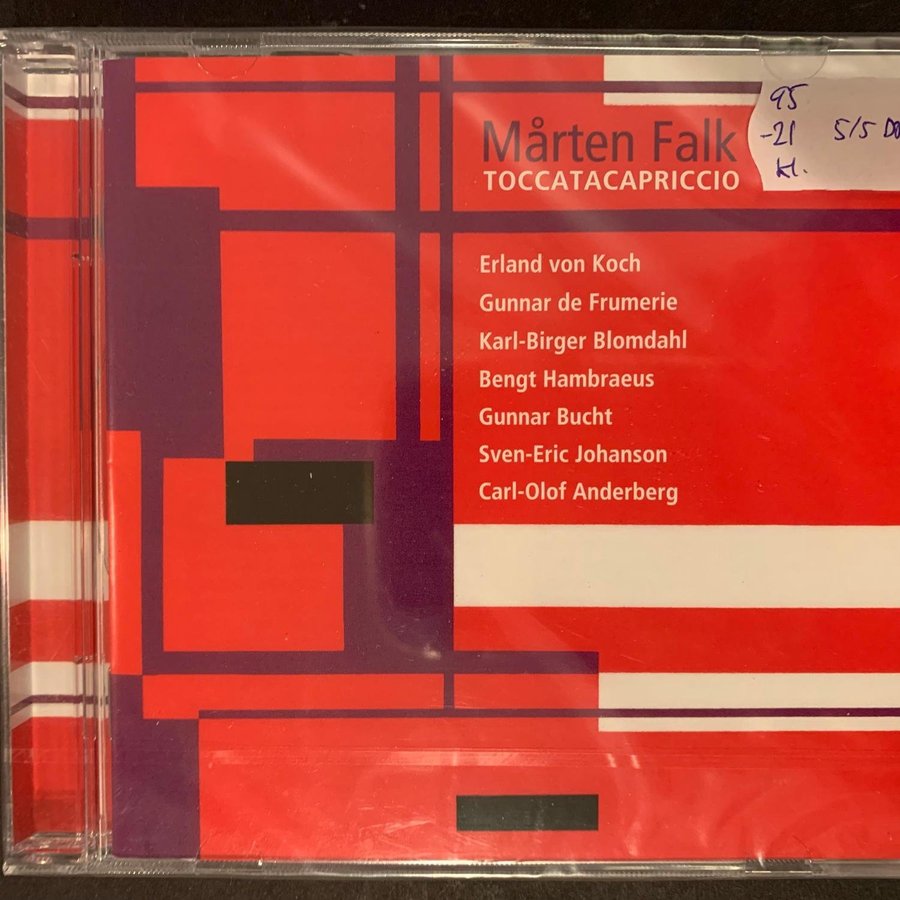 Mårten Falk
TOCCATACAPRICCIO
95
-21
kl.
5/5
Erland von Koch
Gunnar de Frumerie
Karl-Birger Blomdahl
Bengt Hambraeus
Gunnar Bucht
Sven-Eric Johanson
Carl-Olof Anderberg